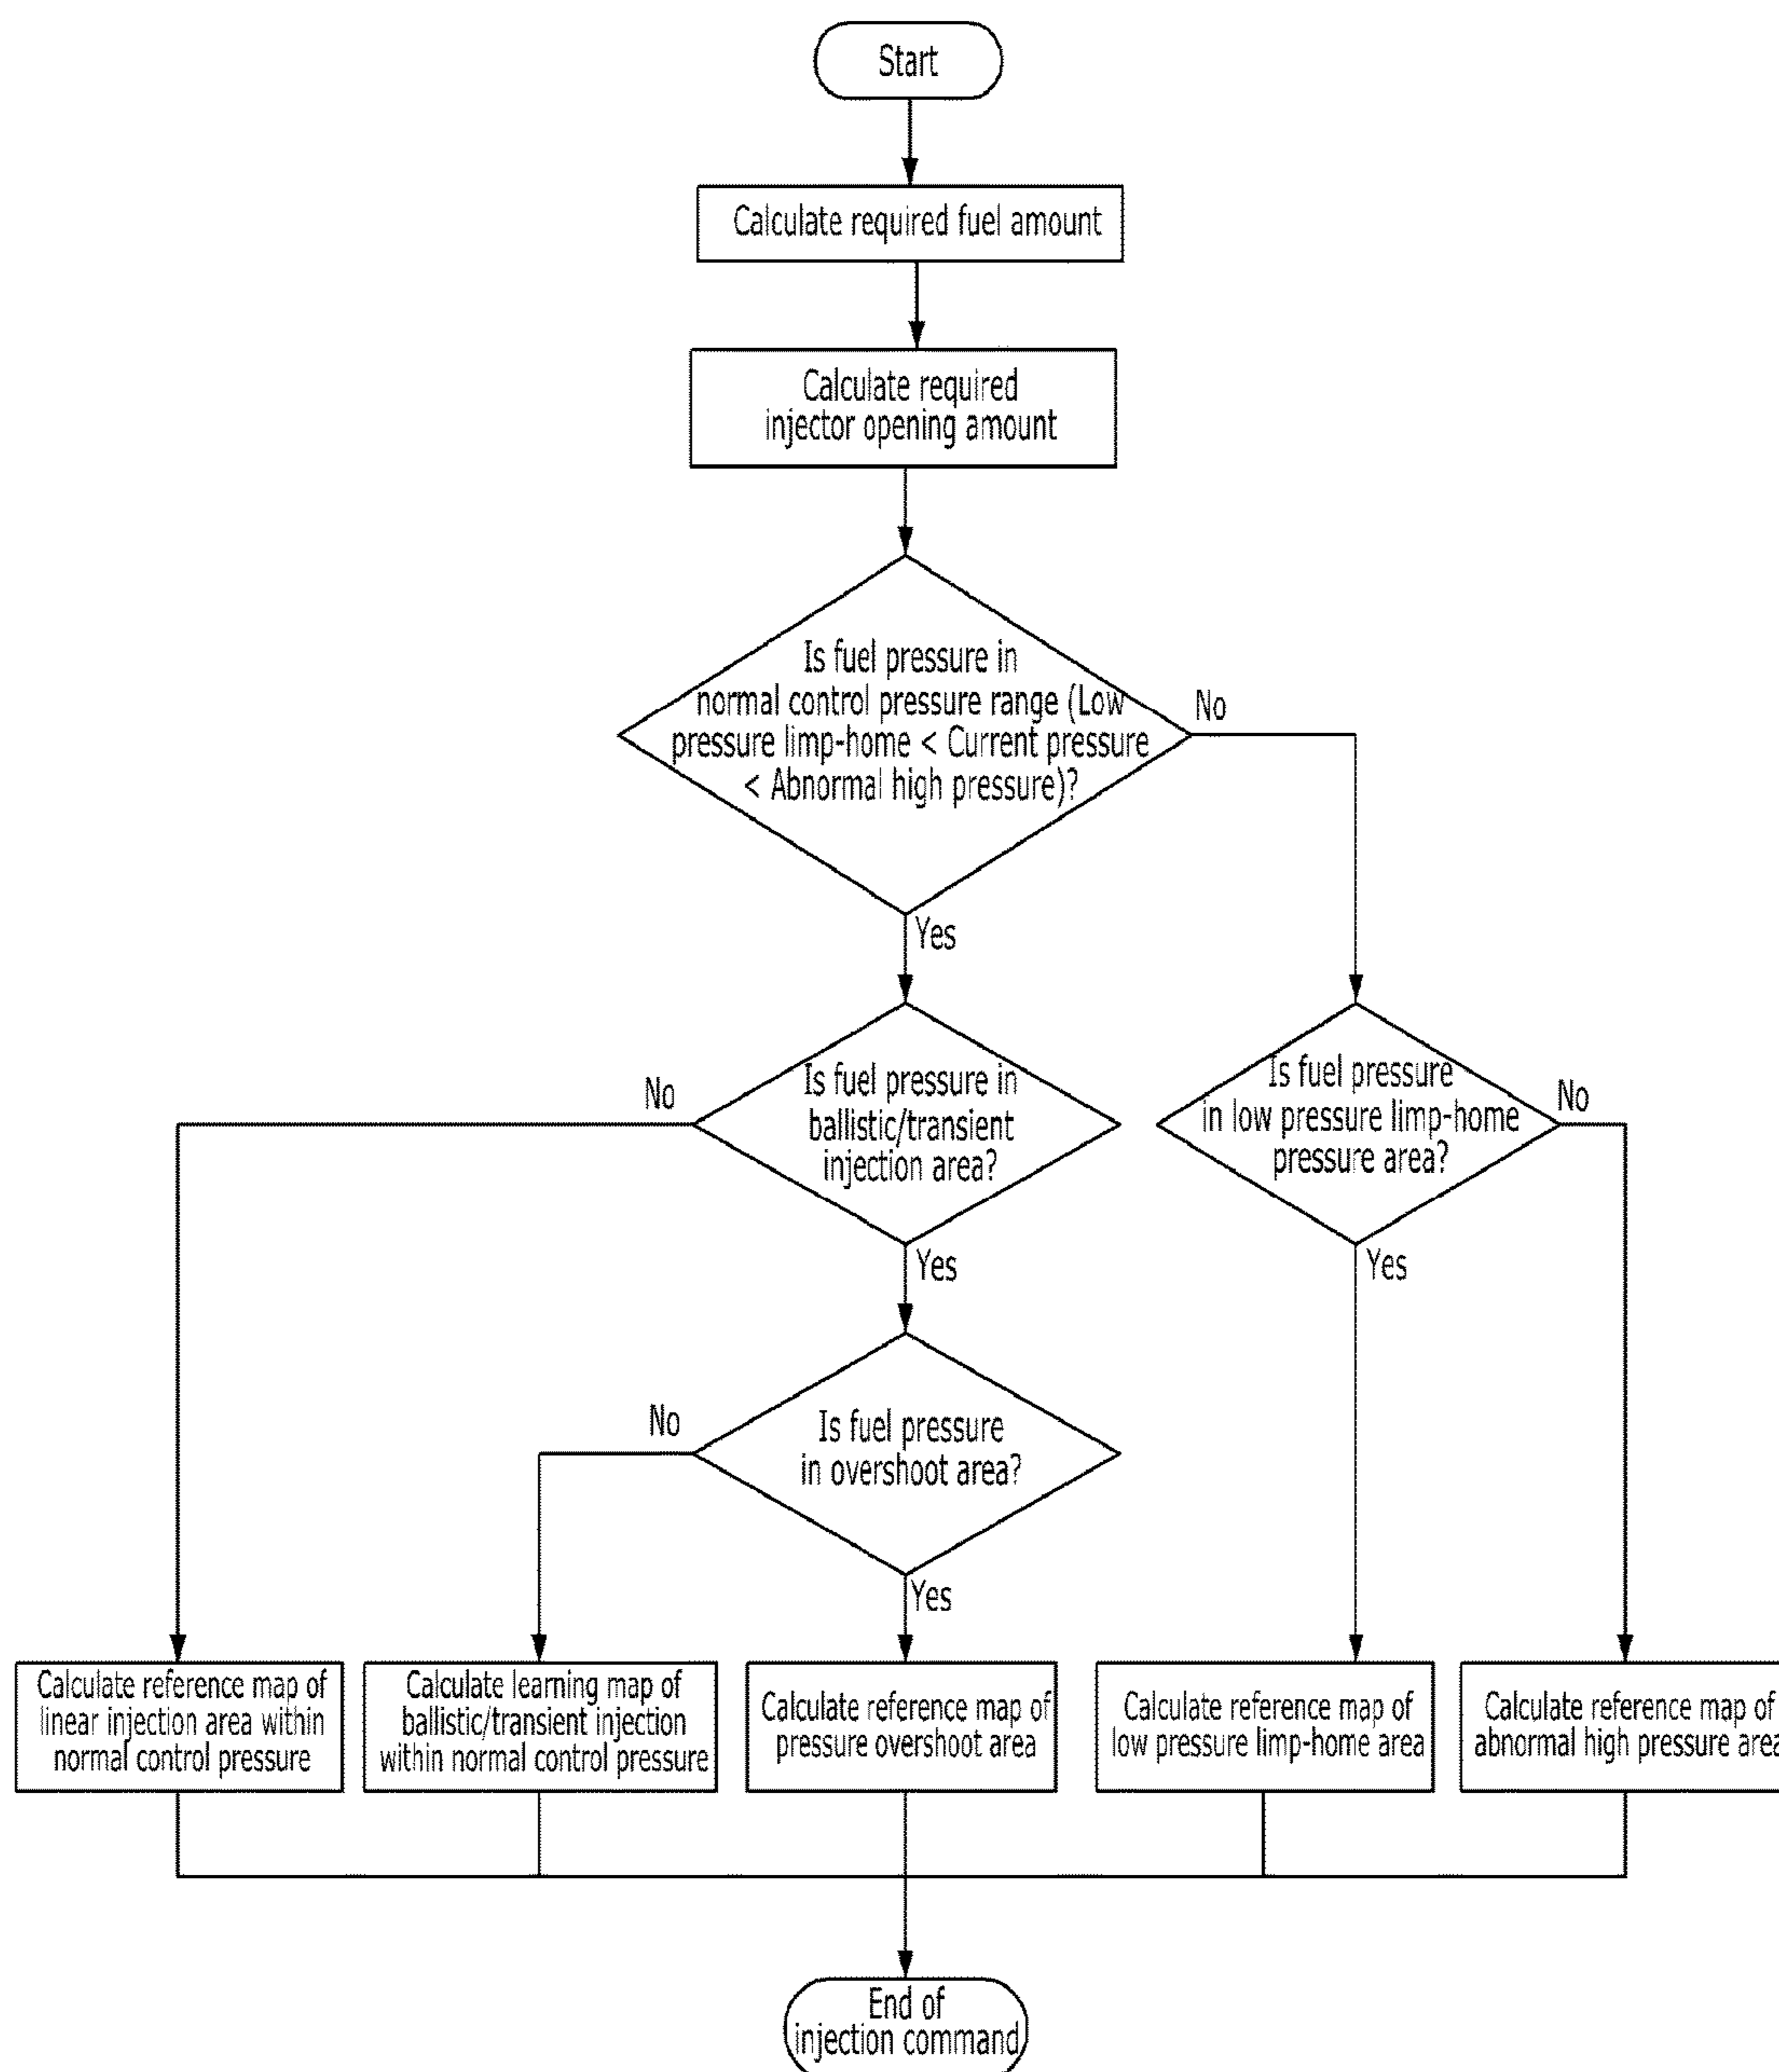 Start
Calculate required fuel amount
Calculate required
injector opening amount
Is fuel pressure in
normal control pressure range (Low
pressure limp-home < Current pressure
< Abnormal high pressure)?
No
Yes
Is fuel pressure in
ballistic/transient
injection area?
No
Yes
Is fuel pressure
in low pressure limp-home
pressure area?
No
Yes
Is fuel pressure
in overshoot area?
No
Yes
Calculate reference map of
linear injection area within
normal control pressure
Calculate learning map of
ballistic/transient injection
within normal control pressure
Calculate reference map of
pressure overshoot area
Calculate reference map of
low pressure limp-home area
Calculate reference map of
abnormal high pressure area
End of
injection command